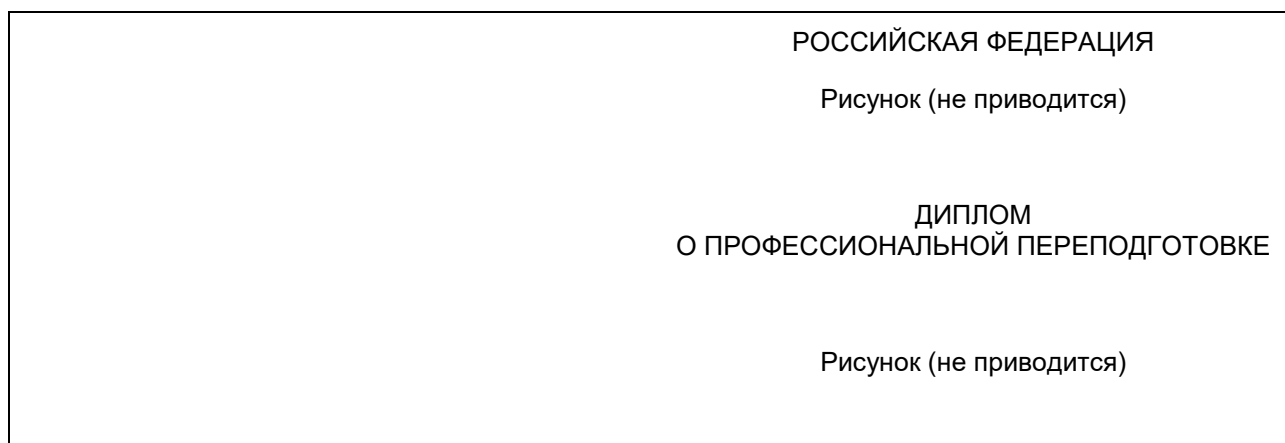 РОССИЙСКАЯ ФЕДЕРАЦИЯ
Рисунок (не приводится)
ДИПЛОМ
О ПРОФЕССИОНАЛЬНОЙ ПЕРЕПОДГОТОВКЕ
Рисунок (не приводится)